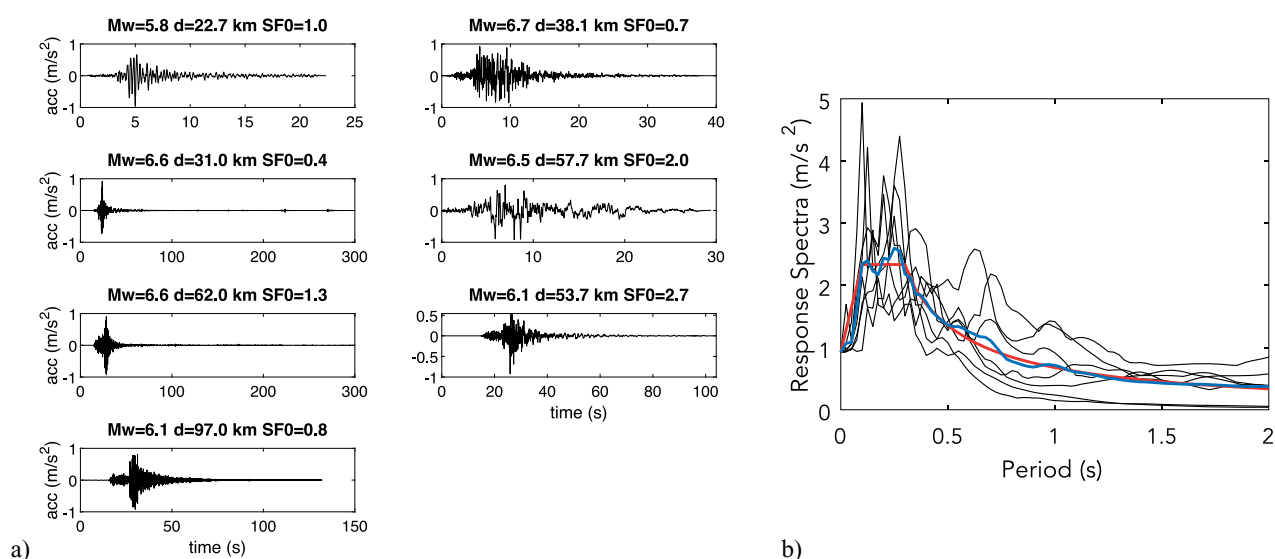 Mw=5.8 d=22.7 km SF0=1.0
acc (m/s²)
1
0
-1
0 5 10 15 20 25
Mw=6.6 d=31.0 km SF0=0.4
acc (m/s²)
1
0
-1
0 100 200 300
Mw=6.6 d=62.0 km SF0=1.3
acc (m/s²)
1
0
-1
0 100 200 300
Mw=6.1 d=97.0 km SF0=0.8
acc (m/s²)
1
0
-1
0 50 100 150
time (s)
a)
Mw=6.7 d=38.1 km SF0=0.7
1
0
-1
0 10 20 30 40
Mw=6.5 d=57.7 km SF0=2.0
1
0
-1
0 10 20 30
Mw=6.1 d=53.7 km SF0=2.7
0.5
0
-0.5
0 20 40 60 80 100
time (s)
Response Spectra (m/s ²)
5
4
3
2
1
0
0 0.5 1 1.5 2
Period (s)
b)